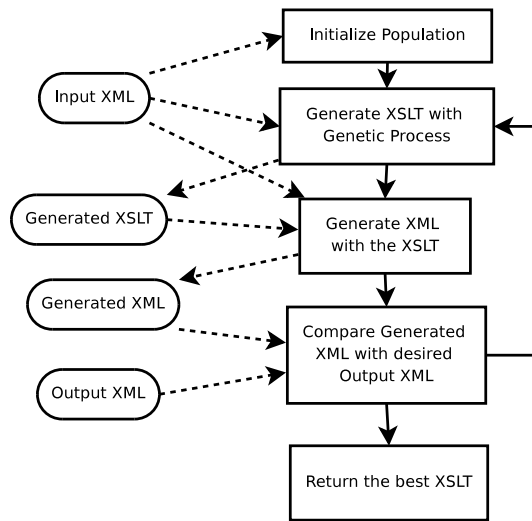 Initialize Population
Input XML
Generate XSLT with
Genetic Process
Generated XSLT
Generate XML
with the XSLT
Generated XML
Compare Generated
XML with desired
Output XML
Output XML
Return the best XSLT